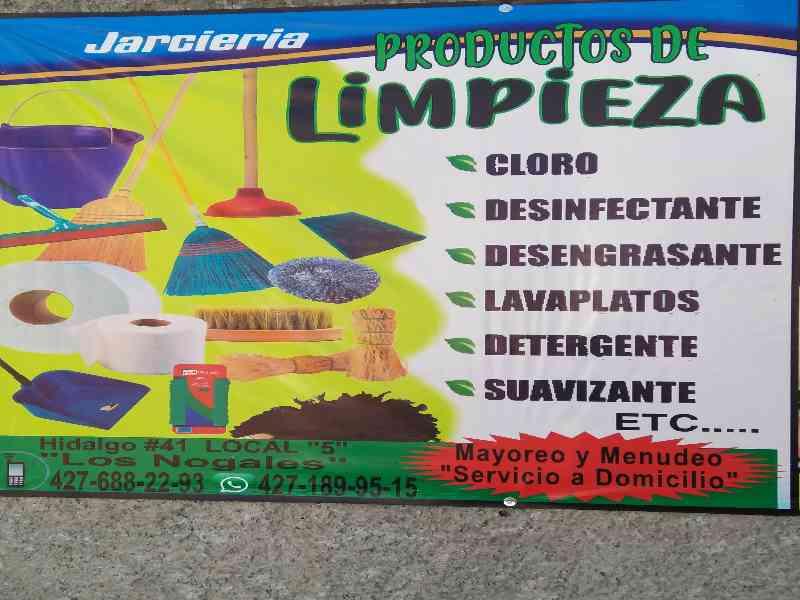 Jarcieria
PRODUCTOS DE
LIMPIEZA
CLORO
DESINFECTANTE
DESENGRASANTE
LAVAPLATOS
DETERGENTE
SUAVIZANTE
ETC.....
Hidalgo #41 LOCAL "5"
"Los Nogales"
427-688-22-93 427-189-95-15
Mayoreo y Menudeo
"Servicio a Domicilio"